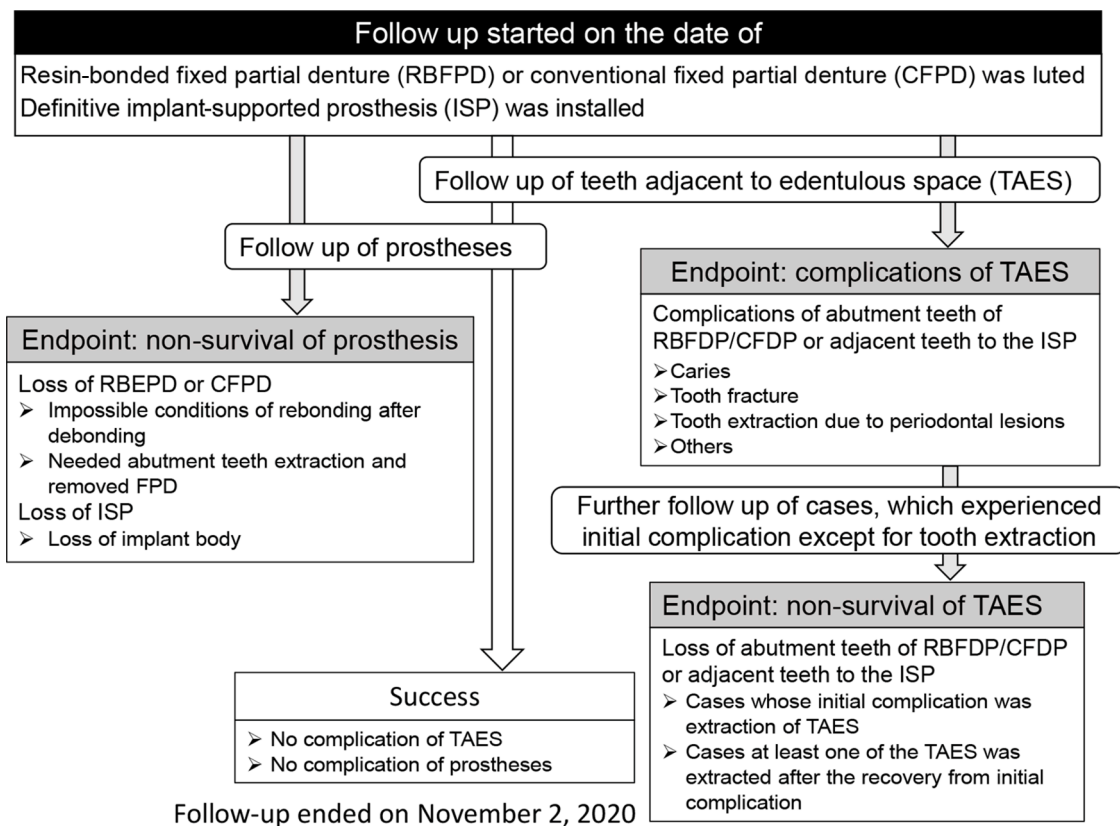 Follow up started on the date of
Resin-bonded fixed partial denture (RBFPD) or conventional fixed partial denture (CFPD) was luted
Definitive implant-supported prosthesis (ISP) was installed
Follow up of teeth adjacent to edentulous space (TAES)
Follow up of prostheses
Endpoint: non-survival of prosthesis
Loss of RBEPD or CFPD
➢ Impossible conditions of rebonding after
debonding
➢ Needed abutment teeth extraction and
removed FPD
Loss of ISP
➢ Loss of implant body
Endpoint: complications of TAES
Complications of abutment teeth of
RBFDP/CFDP or adjacent teeth to the ISP
➢Caries
➢Tooth fracture
➢Tooth extraction due to periodontal lesions
➢Others
Further follow up of cases, which experienced
initial complication except for tooth extraction
Endpoint: non-survival of TAES
Loss of abutment teeth of RBFDP/CFDP
or adjacent teeth to the ISP
➢ Cases whose initial complication was
extraction of TAES
➢ Cases at least one of the TAES was
extracted after the recovery from initial
complication
Success
➢ No complication of TAES
➢ No complication of prostheses
Follow-up ended on November 2, 2020